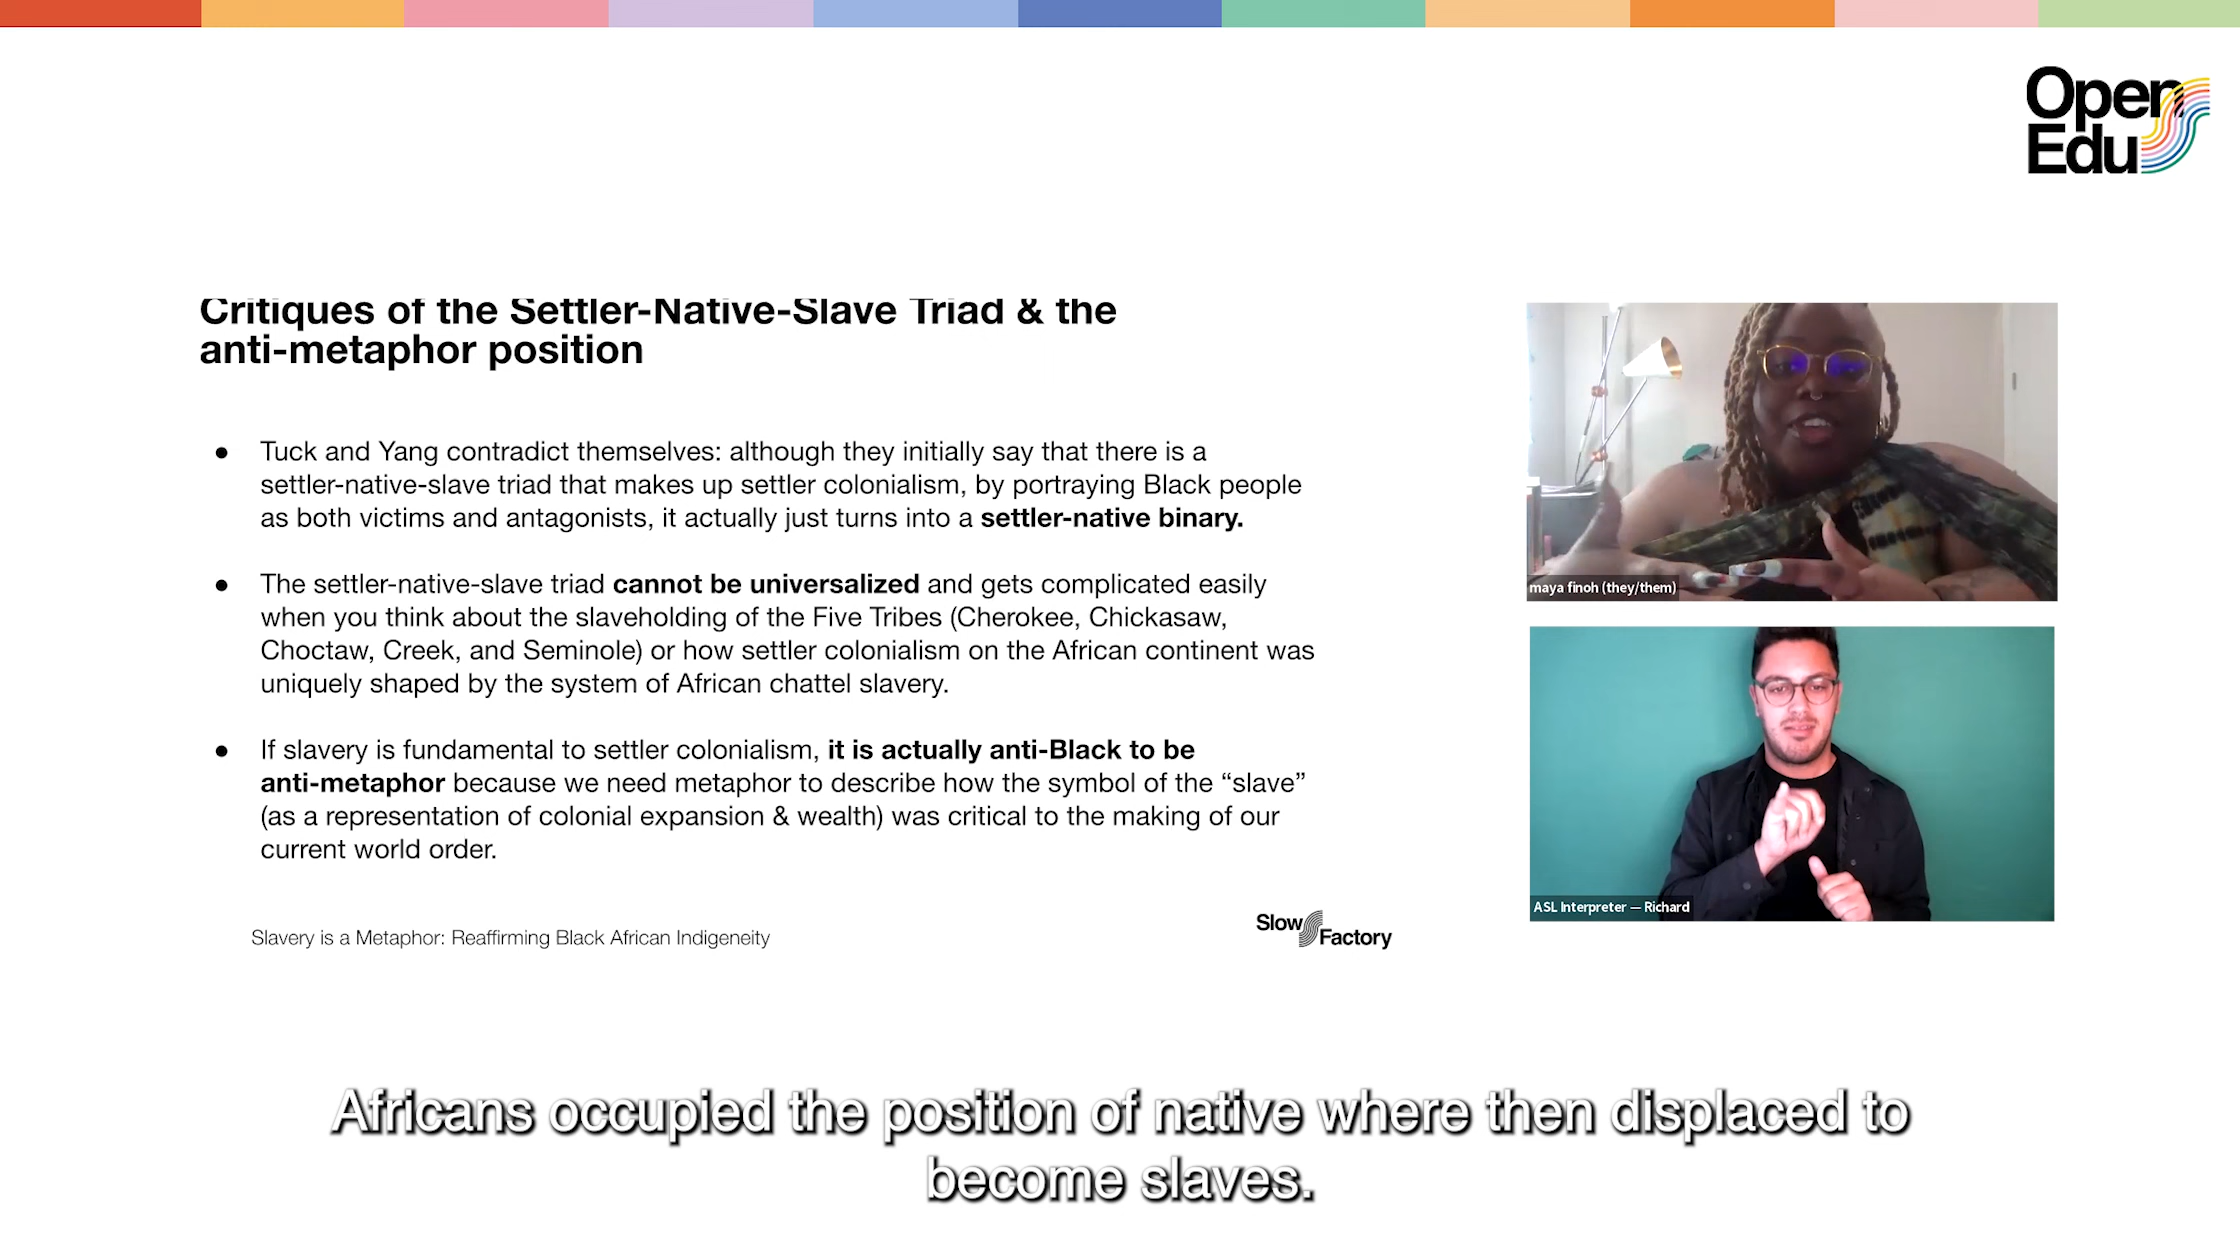 Open
Edu
Critiques of the Settler-Native-Slave Triad & the
anti-metaphor position
● Tuck and Yang contradict themselves: although they initially say that there is a
settler-native-slave triad that makes up settler colonialism, by portraying Black people
as both victims and antagonists, it actually just turns into a settler-native binary.
● The settler-native-slave triad cannot be universalized and gets complicated easily
when you think about the slaveholding of the Five Tribes (Cherokee, Chickasaw,
Choctaw, Creek, and Seminole) or how settler colonialism on the African continent was
uniquely shaped by the system of African chattel slavery.
● If slavery is fundamental to settler colonialism, it is actually anti-Black to be
anti-metaphor because we need metaphor to describe how the symbol of the “slave”
(as a representation of colonial expansion & wealth) was critical to the making of our
current world order.
Slavery is a Metaphor: Reaffirming Black African Indigeneity
Slow
Factory
maya finoh (they/them)
ASL Interpreter — Richard
Africans occupied the position of native where then displaced to
become slaves.